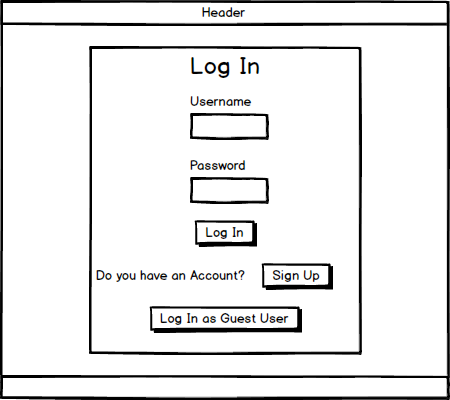 Header
Log In
Username
Password
Log In
Do you have an Account? Sign Up
Log In as Guest User